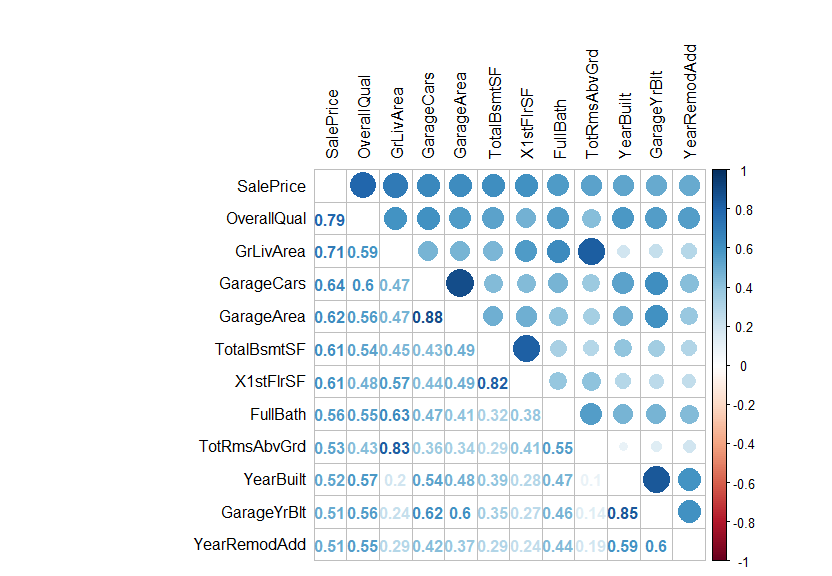 SalePrice OverallQual GrLivArea GarageCars GarageArea TotalBsmtSF X1stFlrSF FullBath TotRmsAbvGrd YearBuilt GarageYrBlt YearRemodAdd
SalePrice
OverallQual 0.79
GrLivArea 0.71 0.59
GarageCars 0.64 0.6 0.47
GarageArea 0.62 0.56 0.47 0.88
TotalBsmtSF 0.61 0.54 0.45 0.43 0.49
X1stFlrSF 0.61 0.48 0.57 0.44 0.49 0.82
FullBath 0.56 0.55 0.63 0.47 0.41 0.32 0.38
TotRmsAbvGrd 0.53 0.43 0.83 0.36 0.34 0.29 0.41 0.55
YearBuilt 0.52 0.57 0.2 0.54 0.48 0.39 0.28 0.47 0.1
GarageYrBlt 0.51 0.56 0.24 0.62 0.6 0.35 0.27 0.46 0.14 0.85
YearRemodAdd 0.51 0.55 0.29 0.42 0.37 0.29 0.24 0.44 0.19 0.59 0.6
1
0.8
0.6
0.4
0.2
0
-0.2
-0.4
-0.6
-0.8
-1